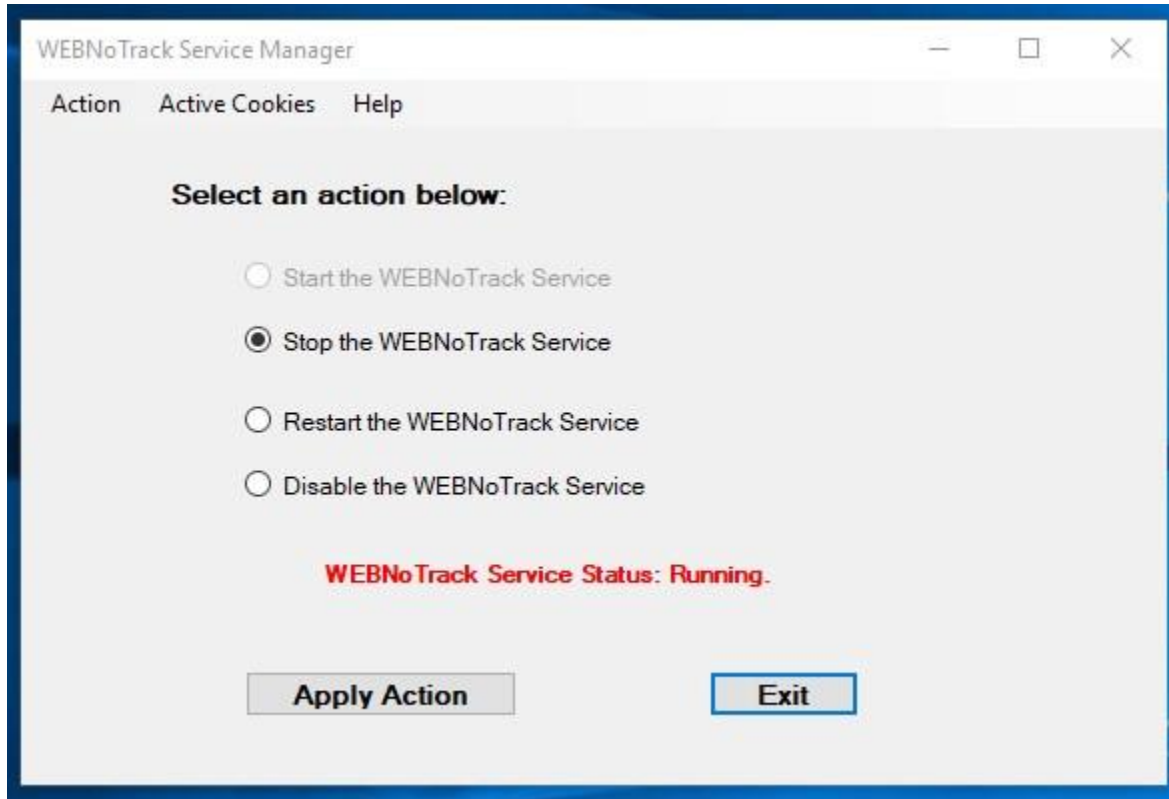 WEBNoTrack Service Manager
Action Active Cookies Help
Select an action below:
Start the WEBNoTrack Service
Stop the WEBNoTrack Service
Restart the WEBNoTrack Service
Disable the WEBNoTrack Service
WEBNoTrack Service Status: Running.
Apply Action Exit